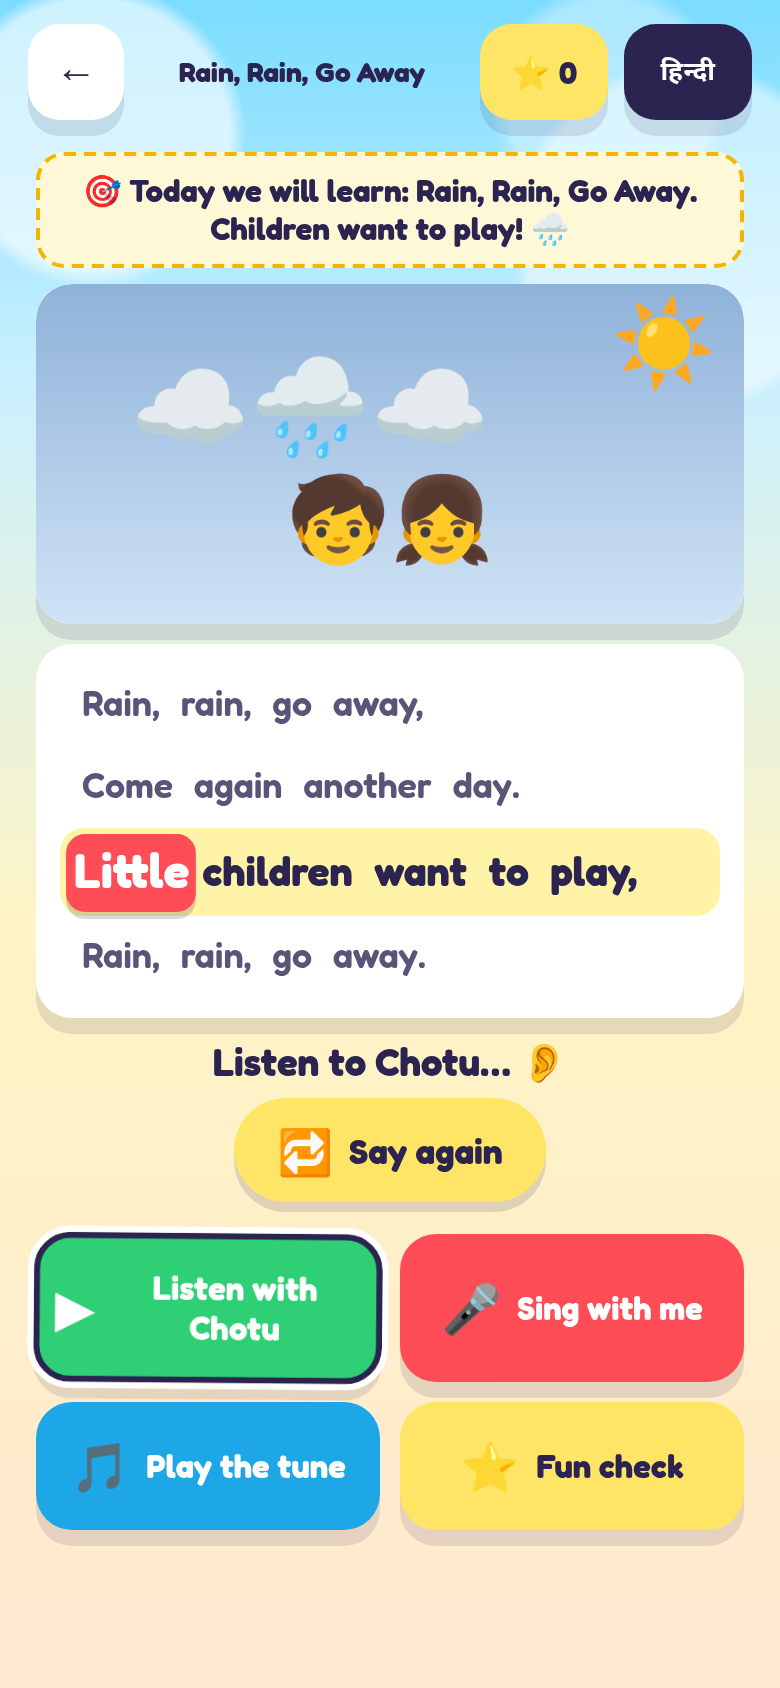 ←
Rain, Rain, Go Away
⭐ 0
हिन्दी
🎯 Today we will learn: Rain, Rain, Go Away.
Children want to play! 🌧️
Rain, rain, go away,
Come again another day.
Little children want to play,
Rain, rain, go away.
Listen to Chotu... 👂
🔁 Say again
▶ Listen with
Chotu
🎤 Sing with me
🎵 Play the tune
⭐ Fun check